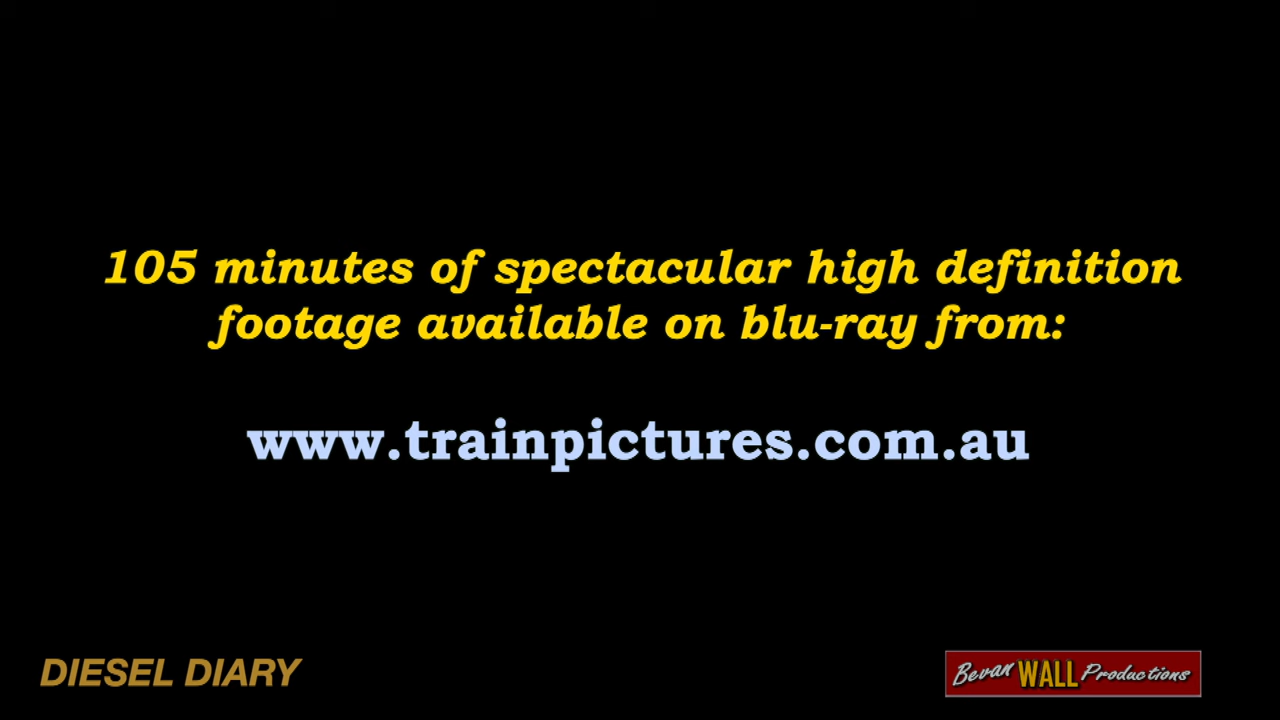 105 minutes of spectacular high definition
footage available on blu-ray from:
www.trainpictures.com.au
DIESEL DIARY
Bevan WALL Productions